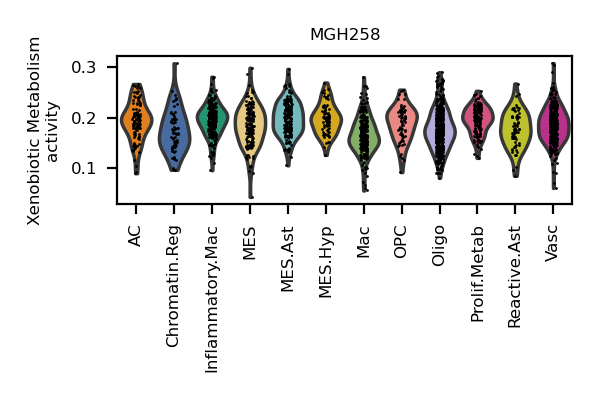 MGH258
Xenobiotic Metabolism
activity
0.3
0.2
0.1
AC
Chromatin.Reg
Inflammatory.Mac
MES
MES.Ast
MES.Hyp
Mac
OPC
Oligo
Prolif.Metab
Reactive.Ast
Vasc